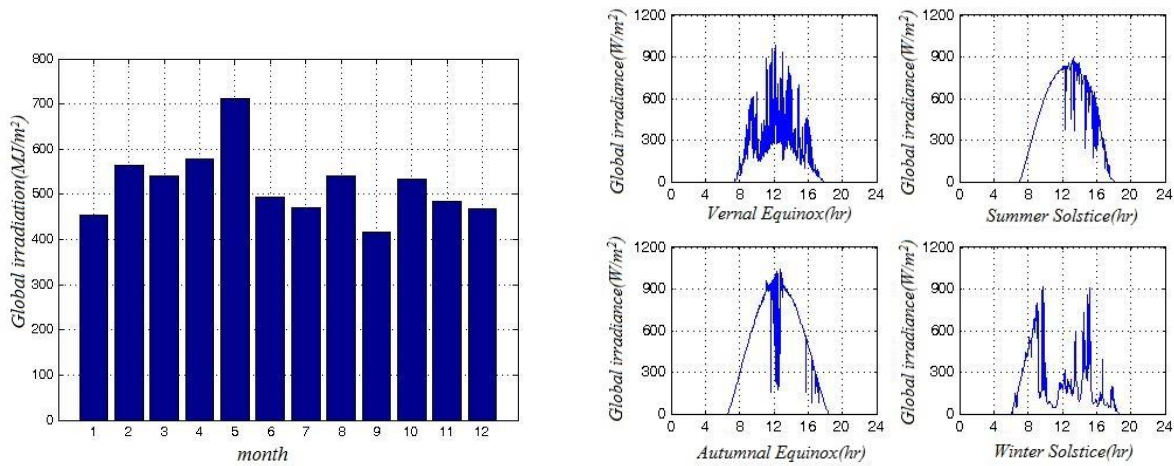 Global irradiation(MJ/m²)
800
700
600
500
400
300
200
100
0
1 2 3 4 5 6 7 8 9 10 11 12
month
Global irradiance(W/m²)
1200
900
600
300
0
0 4 8 12 16 20 24
Vernal Equinox(hr)
Global irradiance(W/m²)
1200
900
600
300
0
0 4 8 12 16 20 24
Summer Solstice(hr)
Global irradiance(W/m²)
1200
900
600
300
0
0 4 8 12 16 20 24
Autumnal Equinox(hr)
Global irradiance(W/m²)
1200
900
600
300
0
0 4 8 12 16 20 24
Winter Solstice(hr)